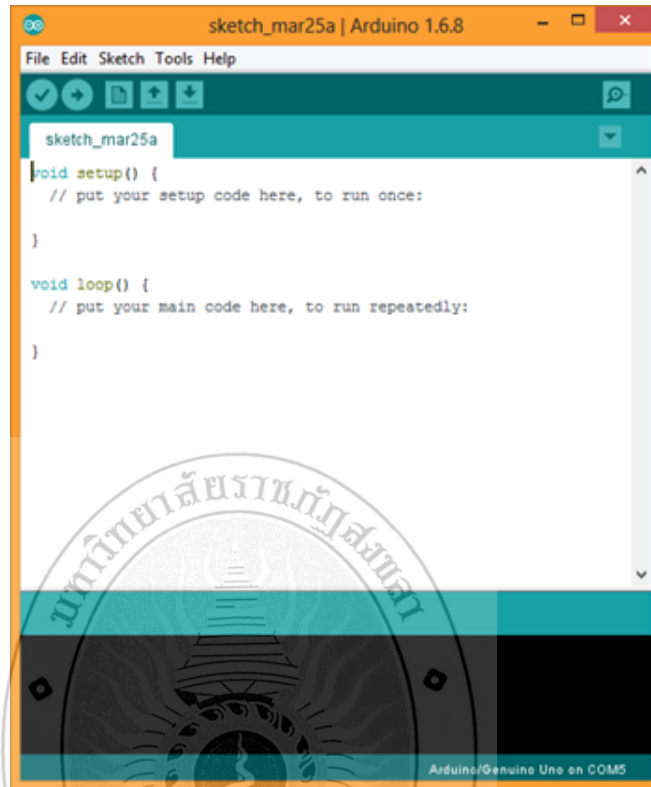 sketch_mar25a | Arduino 1.6.8
File Edit Sketch Tools Help
sketch_mar25a
void setup() {
// put your setup code here, to run once:
}
void loop() {
// put your main code here, to run repeatedly:
}
มหาวิทยาลัยราชภัฏสงขลา
Arduino/Genuino Uno on COM5